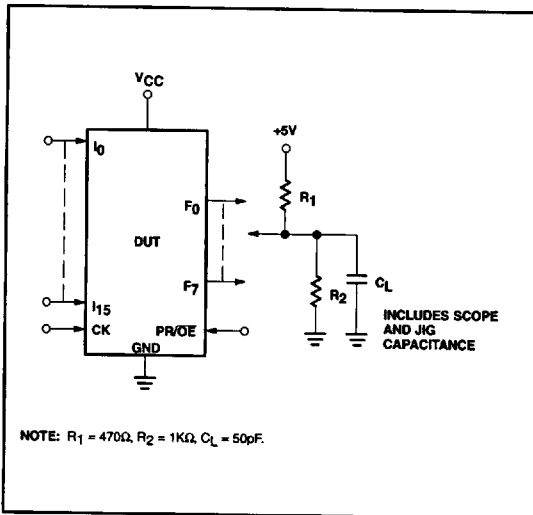 VCC
+5V
I0
R1
F0
DUT
F7
R2
CL
I15
CK
PR/OE
GND
INCLUDES SCOPE
AND JIG
CAPACITANCE
NOTE: R1 = 470Ω, R2 = 1KΩ, CL = 50pF.